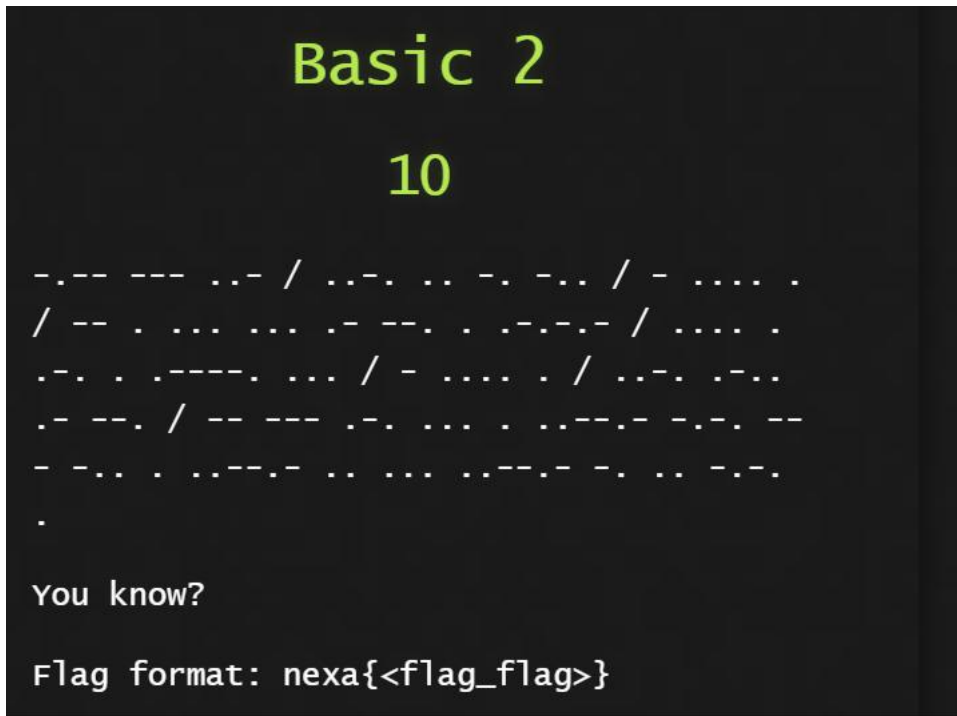 Basic 2
10
-.-- --- ..- / ..-. .. -. -.. / - .... .
/ -- . ... ... .- --. . .-.-.- / .... .
.-. . .----. ... / - .... . / ..-. .-..
.- --. / -- --- .-. ... . ..--.- -.-. --
- -.. . ..--.- .. ... ..--.- -. .. -.-.
.
You know?
Flag format: nexa{<flag_flag>}